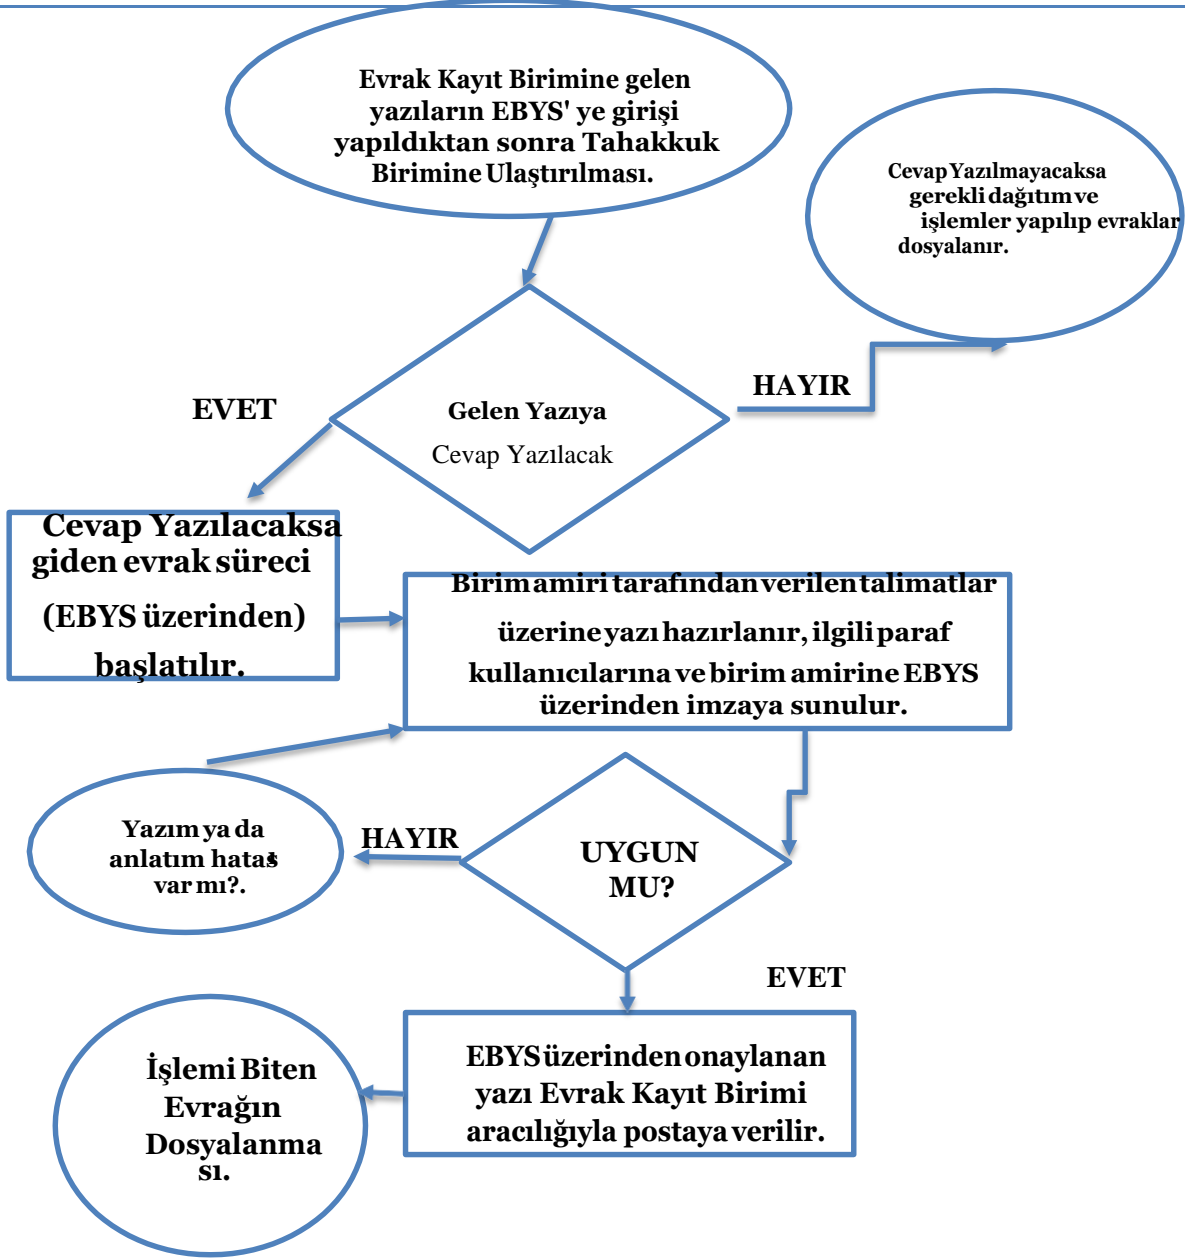 Evrak Kayıt Birimine gelen
yazıların EBYS' ye girişi
yapıldıktan sonra Tahakkuk
Birimine Ulaştırılması.
Cevap Yazılmayacaksa
gerekli dağıtım ve
işlemler yapılıp evraklar
dosyalanır.
HAYIR
EVET
Gelen Yazıya
Cevap Yazılacak
Cevap Yazılacaksa
giden evrak süreci
(EBYS üzerinden)
başlatılır.
Birim amiri tarafından verilen talimatlar
üzerine yazı hazırlanır, ilgili paraf
kullanıcılarına ve birim amirine EBYS
üzerinden imzaya sunulur.
Yazım ya da
anlatım hatası
var mı?.
HAYIR
UYGUN
MU?
EVET
EBYS üzerinden onaylanan
yazı Evrak Kayıt Birimi
aracılığıyla postaya verilir.
İşlemi Biten
Evrağın
Dosyalanma
sı.